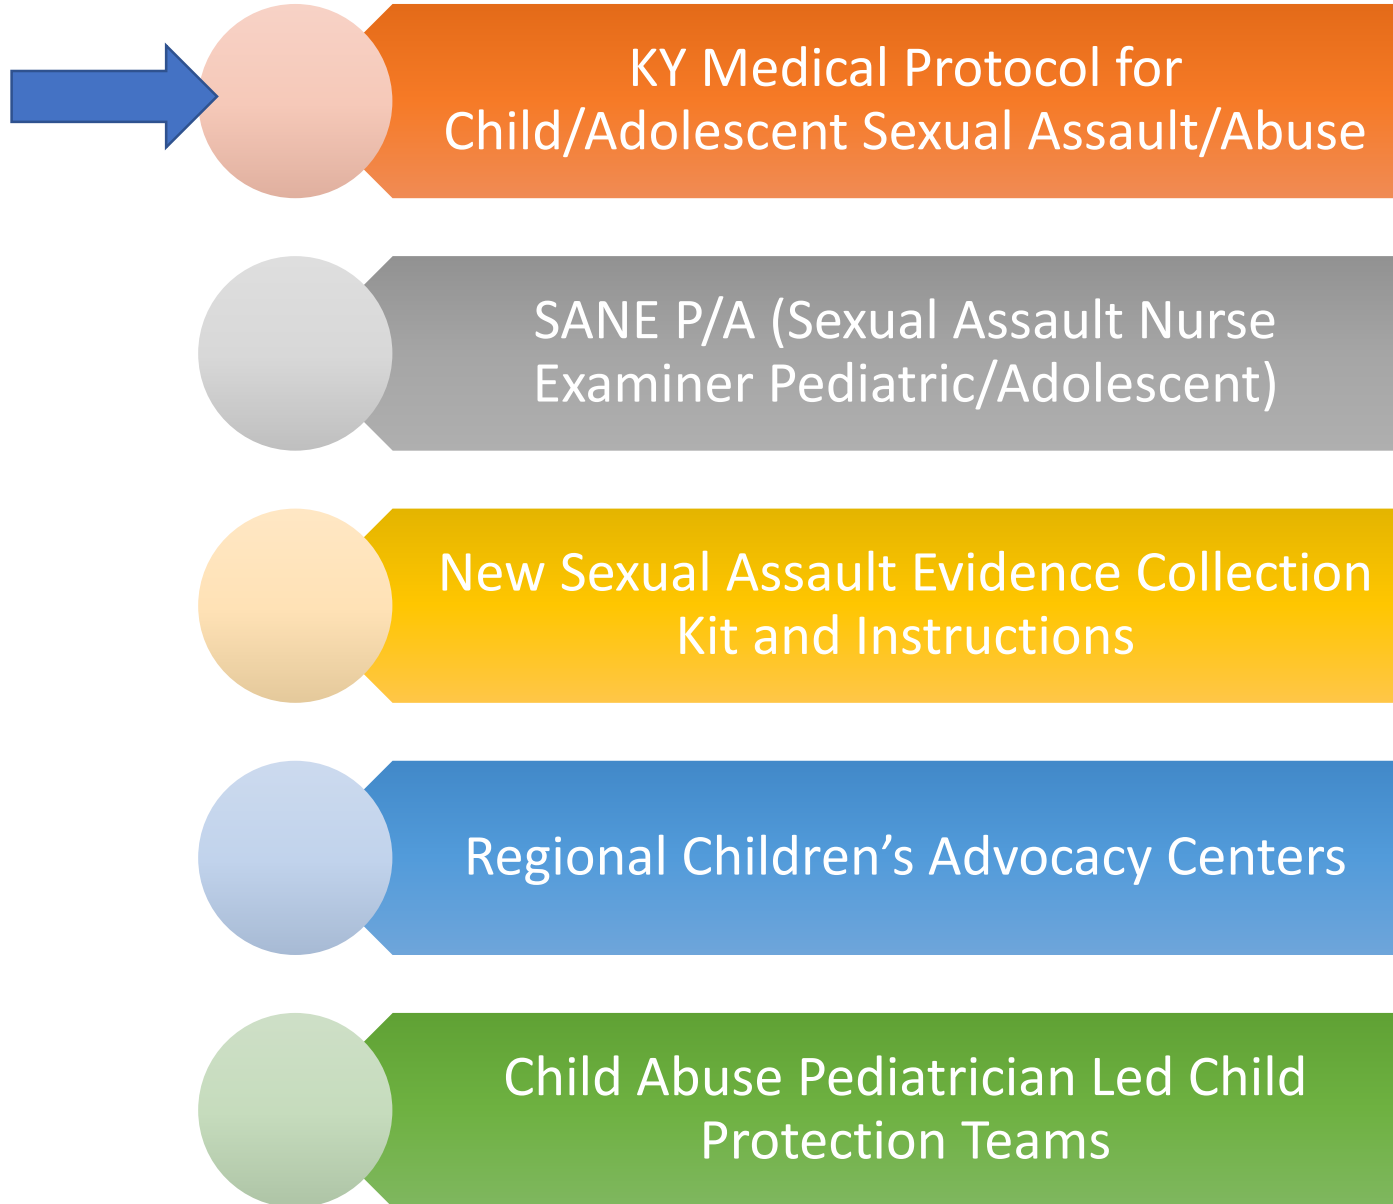 KY Medical Protocol for
Child/Adolescent Sexual Assault/Abuse
SANE P/A (Sexual Assault Nurse
Examiner Pediatric/Adolescent)
New Sexual Assault Evidence Collection
Kit and Instructions
Regional Children’s Advocacy Centers
Child Abuse Pediatrician Led Child
Protection Teams